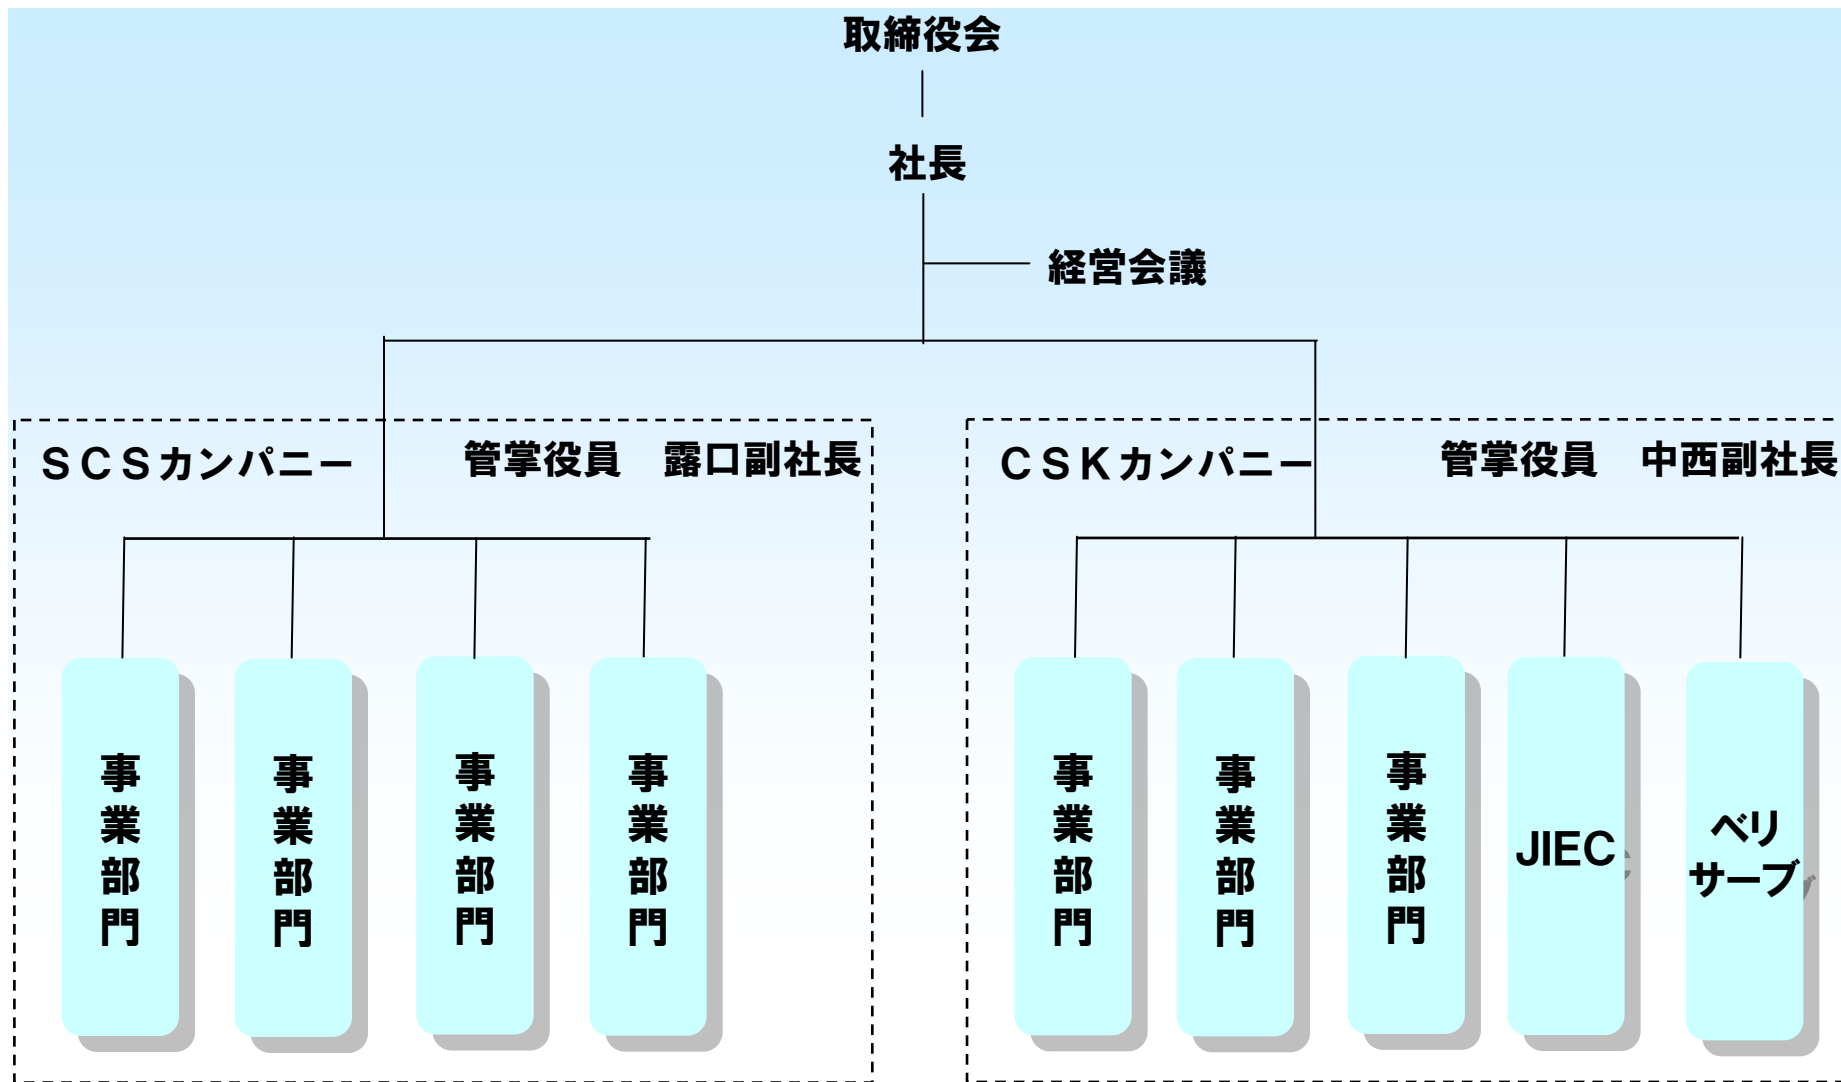 取締役会
社長
経営会議
ＳＣＳカンパニー　管掌役員　露口副社長
ＣＳＫカンパニー　管掌役員　中西副社長
事業部門
事業部門
事業部門
事業部門
事業部門
事業部門
事業部門
JIEC
ベリ
サーブ